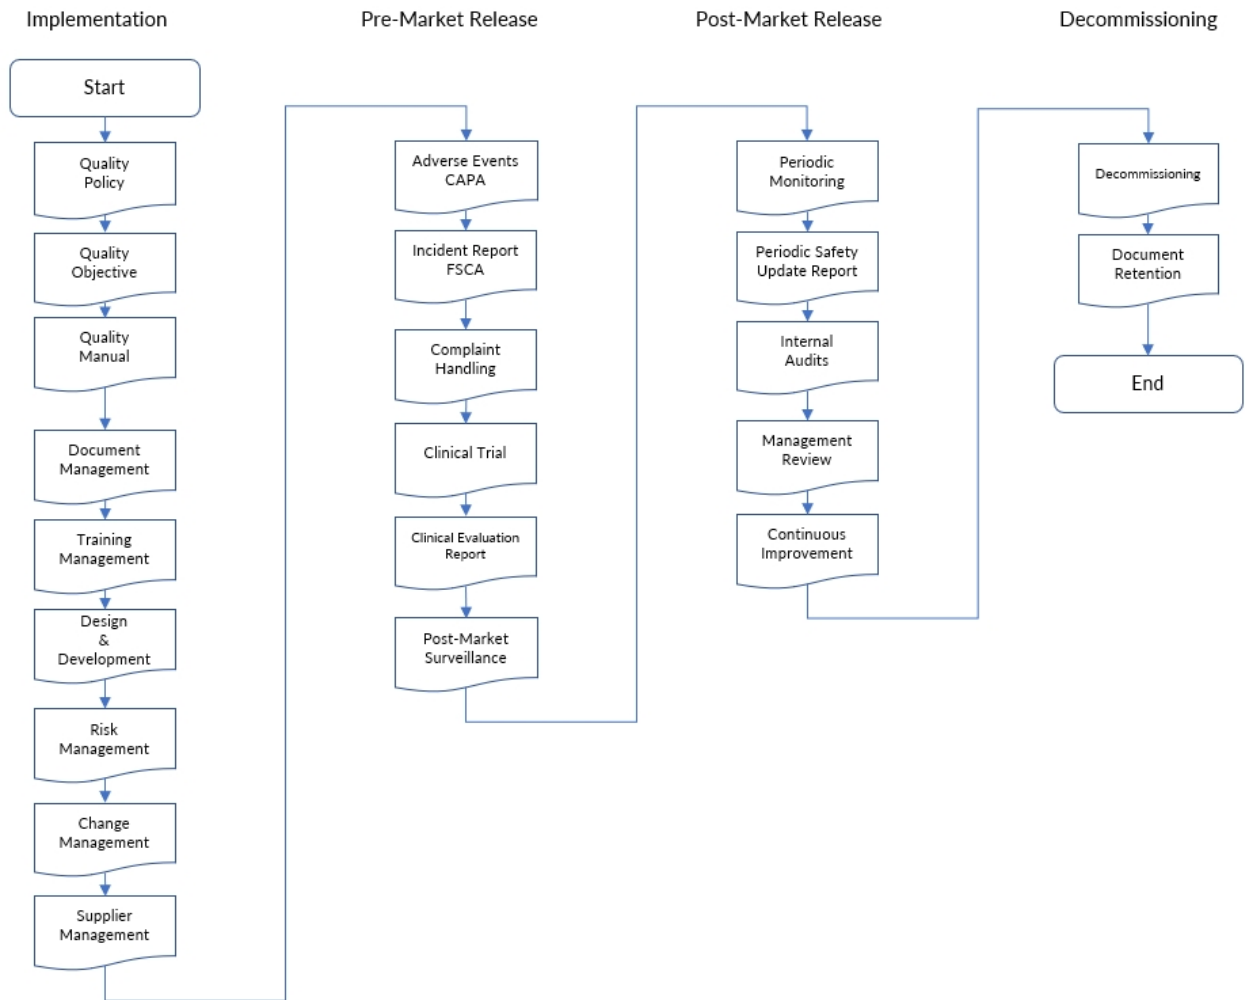 Implementation
Pre-Market Release
Post-Market Release
Decommissioning
Start
Quality
Policy
Quality
Objective
Quality
Manual
Document
Management
Training
Management
Design
&
Development
Risk
Management
Change
Management
Supplier
Management
Adverse Events
CAPA
Incident Report
FSCA
Complaint
Handling
Clinical Trial
Clinical Evaluation
Report
Post-Market
Surveillance
Periodic
Monitoring
Periodic Safety
Update Report
Internal
Audits
Management
Review
Continuous
Improvement
Decommissioning
Document
Retention
End